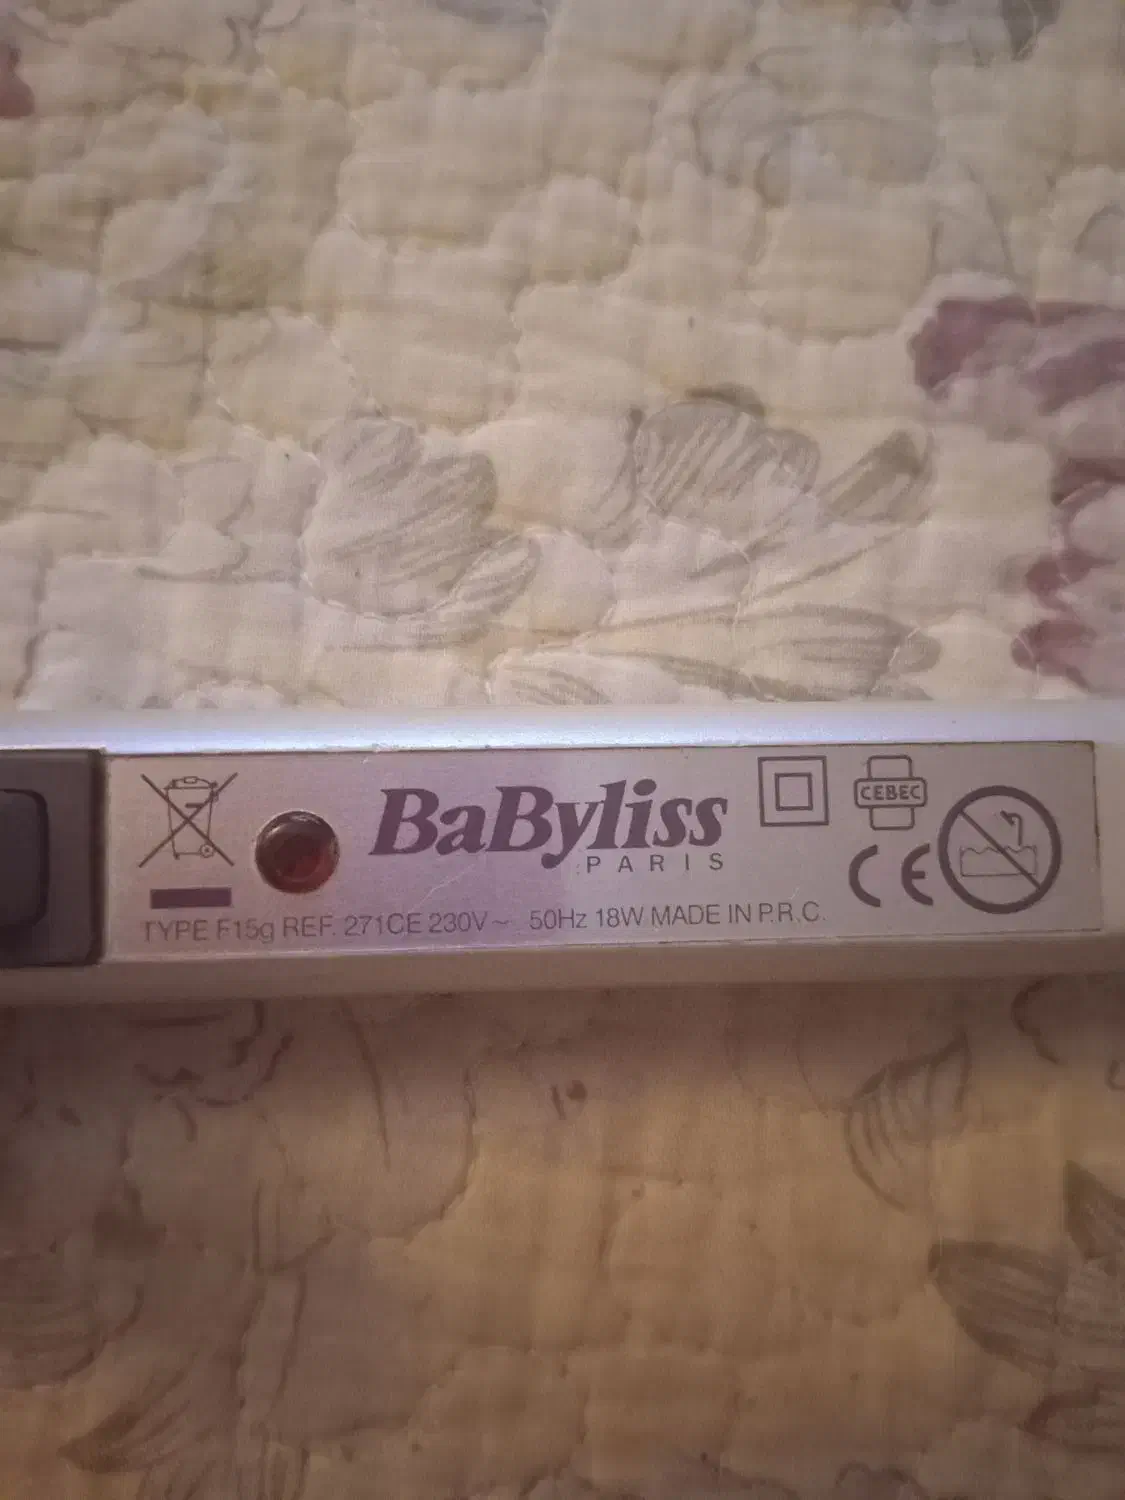 BaByliss
PARIS
CEBEC
CE
TYPE F15g REF. 271CE 230V~ 50Hz 18W MADE IN P.R.C.